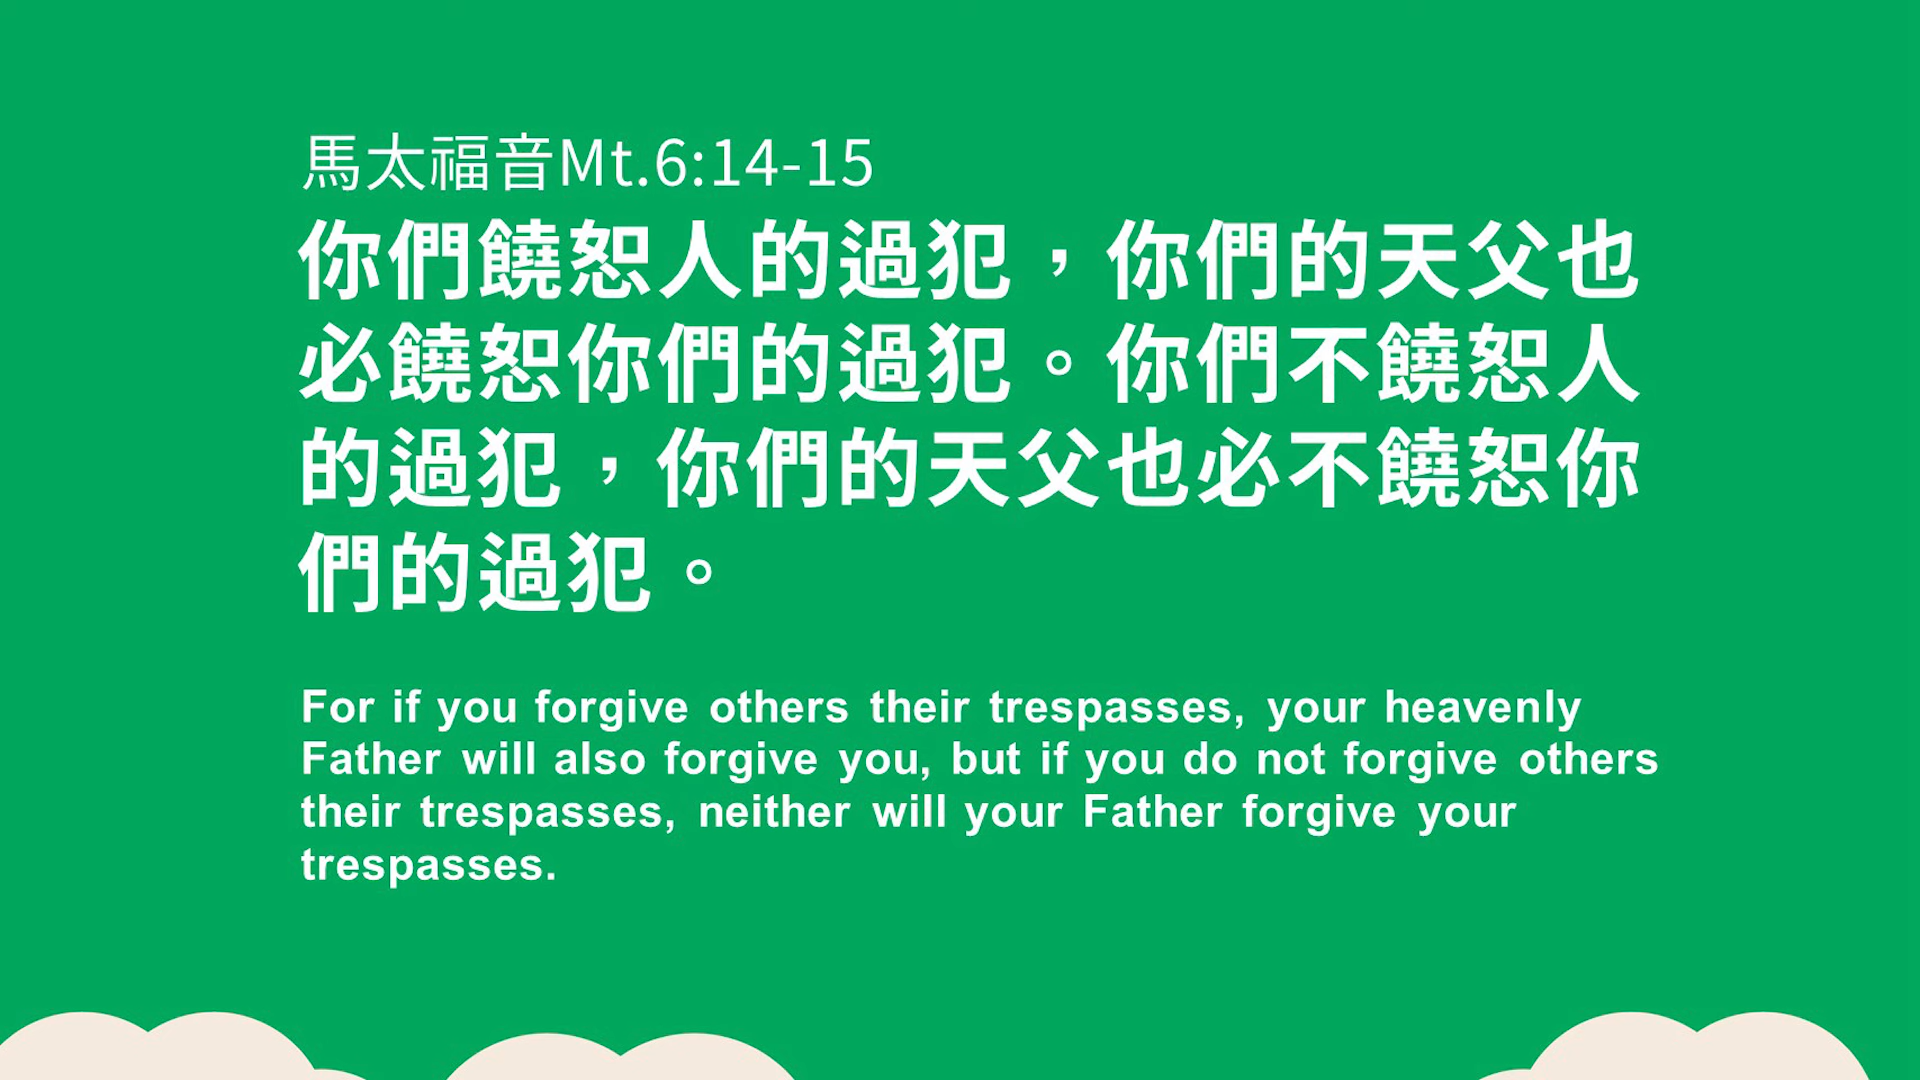 馬太福音Mt.6:14-15
你們饒恕人的過犯，你們的天父也
必饒恕你們的過犯。你們不饒恕人
的過犯，你們的天父也必不饒恕你
們的過犯。
For if you forgive others their trespasses, your heavenly
Father will also forgive you, but if you do not forgive others
their trespasses, neither will your Father forgive your
trespasses.